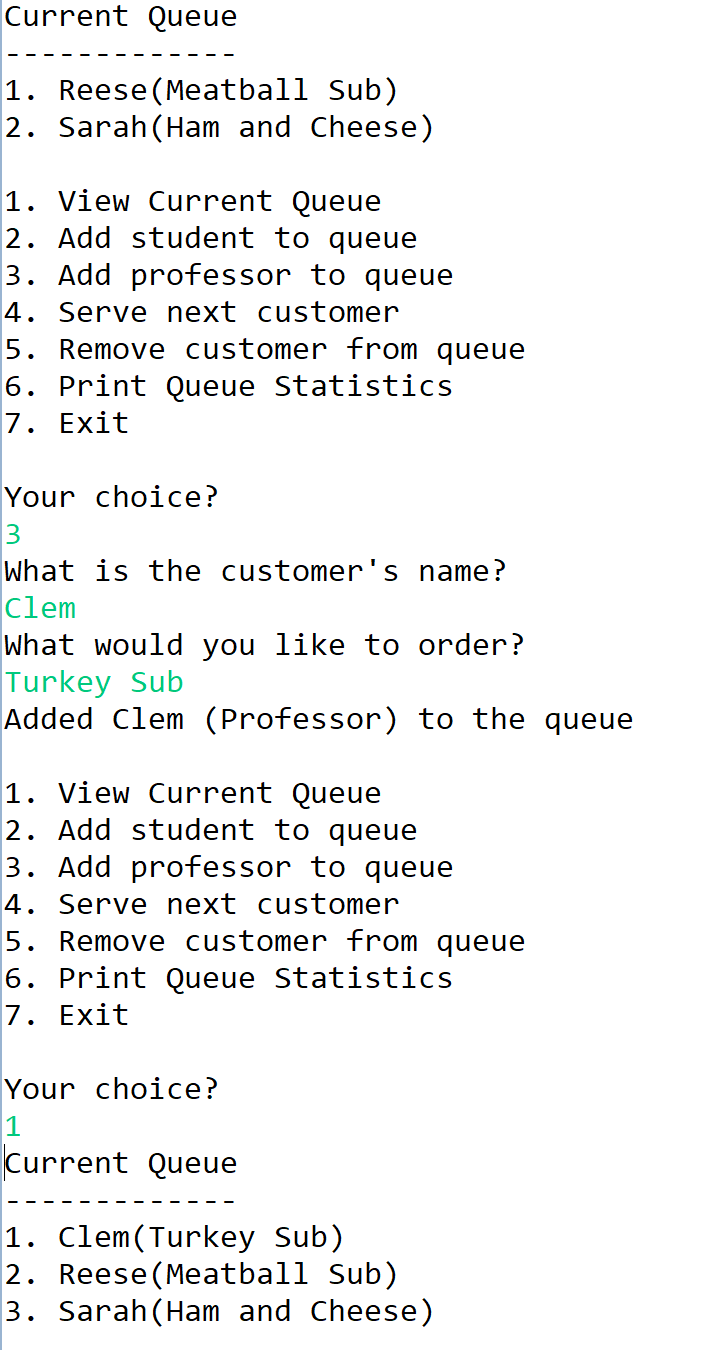 Current Queue
-------------
1. Reese(Meatball Sub)
2. Sarah(Ham and Cheese)
1. View Current Queue
2. Add student to queue
3. Add professor to queue
4. Serve next customer
5. Remove customer from queue
6. Print Queue Statistics
7. Exit
Your choice?
3
What is the customer's name?
Clem
What would you like to order?
Turkey Sub
Added Clem (Professor) to the queue
1. View Current Queue
2. Add student to queue
3. Add professor to queue
4. Serve next customer
5. Remove customer from queue
6. Print Queue Statistics
7. Exit
Your choice?
1
Current Queue
-------------
1. Clem(Turkey Sub)
2. Reese(Meatball Sub)
3. Sarah(Ham and Cheese)